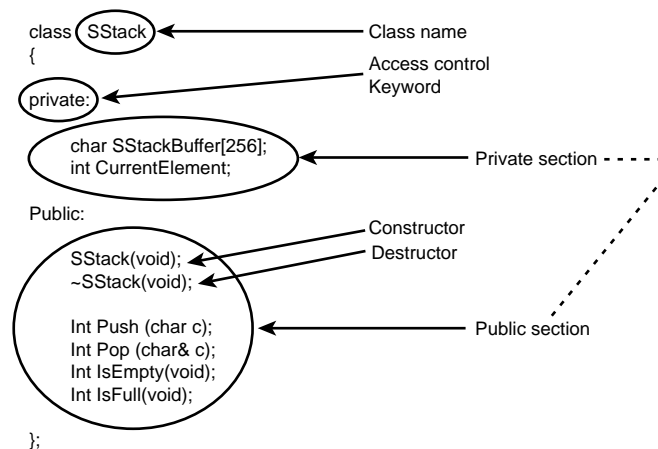 class SStack
Class name
{
Access control
Keyword
private:
char SStackBuffer[256];
int CurrentElement;
Private section
Public:
Constructor
SStack(void);
Destructor
~SStack(void);
Int Push (char c);
Public section
Int Pop (char& c);
Int IsEmpty(void);
Int IsFull(void);
};